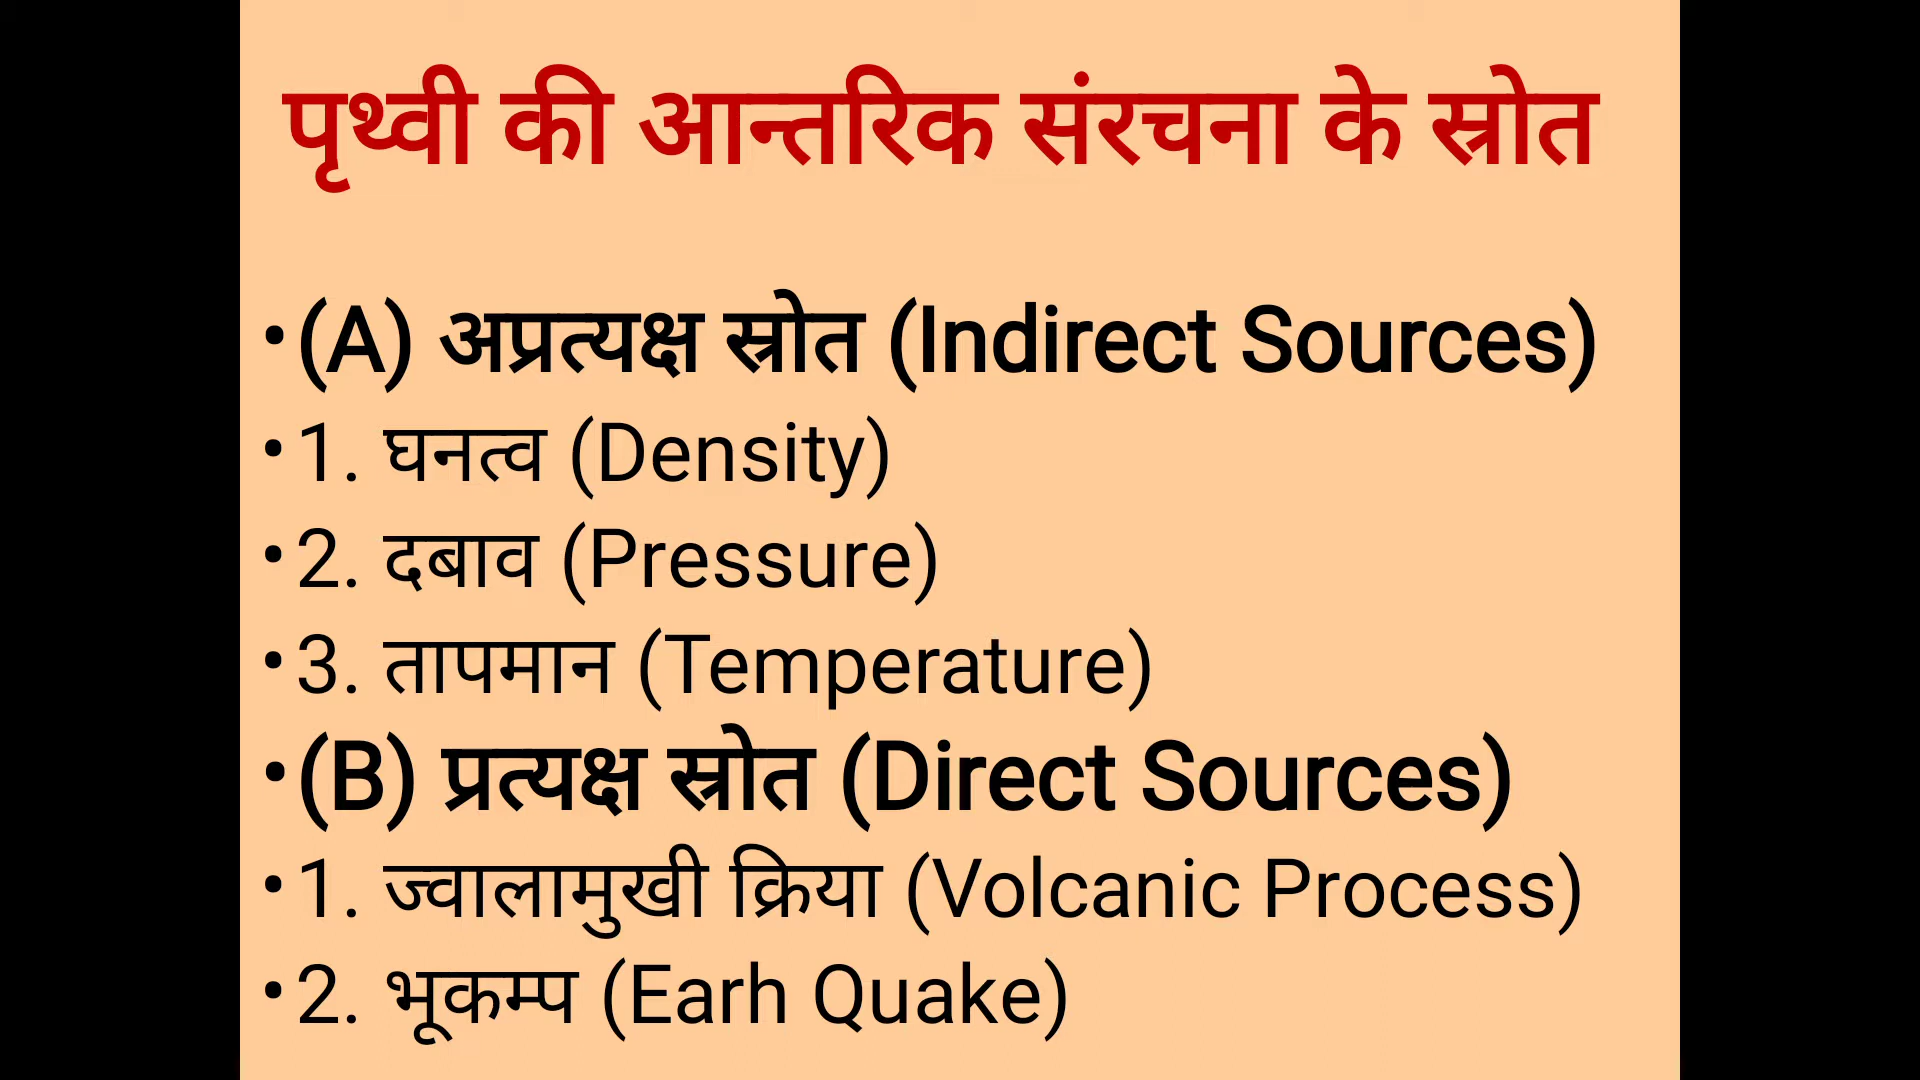 पृथ्वी की आन्तरिक संरचना के स्रोत
•(A) अप्रत्यक्ष स्रोत (Indirect Sources)
•1. घनत्व (Density)
•2. दबाव (Pressure)
•3. तापमान (Temperature)
•(B) प्रत्यक्ष स्रोत (Direct Sources)
•1. ज्वालामुखी क्रिया (Volcanic Process)
•2. भूकम्प (Earh Quake)